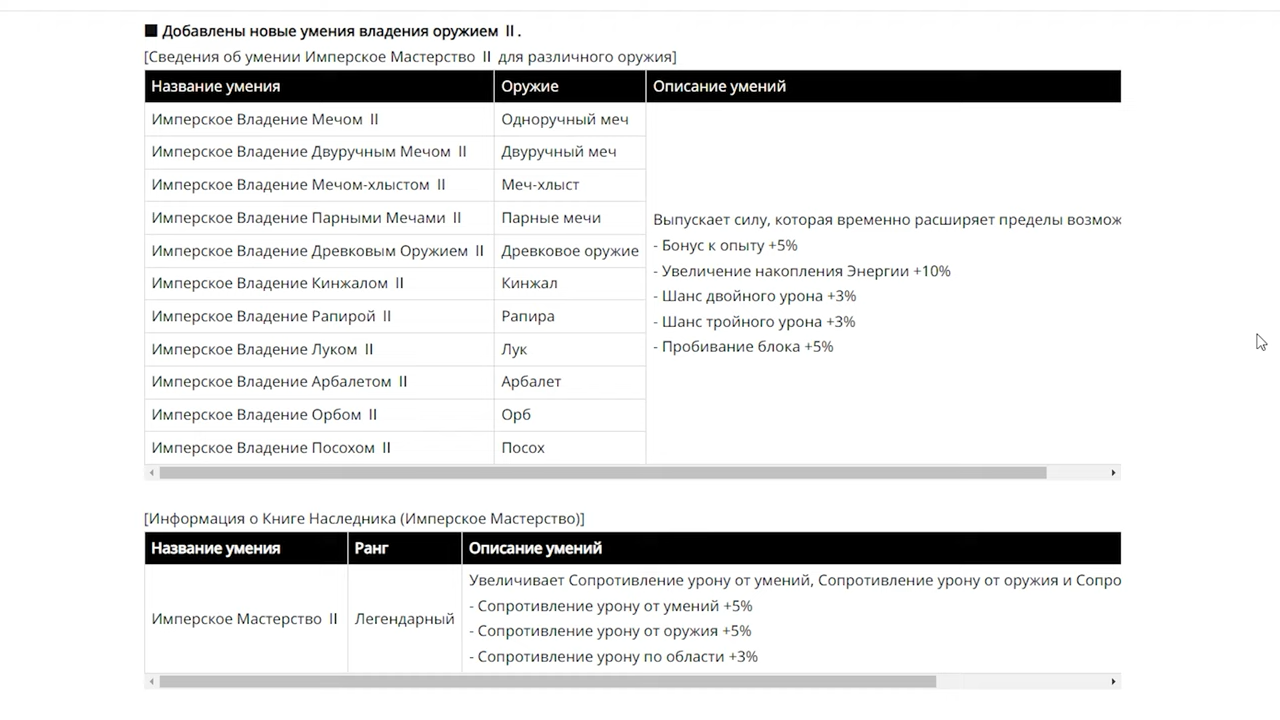 ■ Добавлены новые умения владения оружием Ⅱ.
[Сведения об умении Имперское Мастерство Ⅱ для различного оружия]
Название умения Оружие Описание умений
Имперское Владение Мечом Ⅱ Одноручный меч
Имперское Владение Двуручным Мечом Ⅱ Двуручный меч
Имперское Владение Мечом-хлыстом Ⅱ Меч-хлыст
Имперское Владение Парными Мечами Ⅱ Парные мечи
Выпускает силу, которая временно расширяет пределы возмож
- Бонус к опыту +5%
Имперское Владение Древковым Оружием Ⅱ Древковое оружие
- Увеличение накопления Энергии +10%
Имперское Владение Кинжалом Ⅱ Кинжал
- Шанс двойного урона +3%
Имперское Владение Рапирой Ⅱ Рапира
- Шанс тройного урона +3%
Имперское Владение Луком Ⅱ Лук
- Пробивание блока +5%
Имперское Владение Арбалетом Ⅱ Арбалет
Имперское Владение Орбом Ⅱ Орб
Имперское Владение Посохом Ⅱ Посох
[Информация о Книге Наследника (Имперское Мастерство)]
Название умения Ранг Описание умений
Увеличивает Сопротивление урону от умений, Сопротивление урону от оружия и Сопро
- Сопротивление урону от умений +5%
Имперское Мастерство Ⅱ Легендарный
- Сопротивление урону от оружия +5%
- Сопротивление урону по области +3%